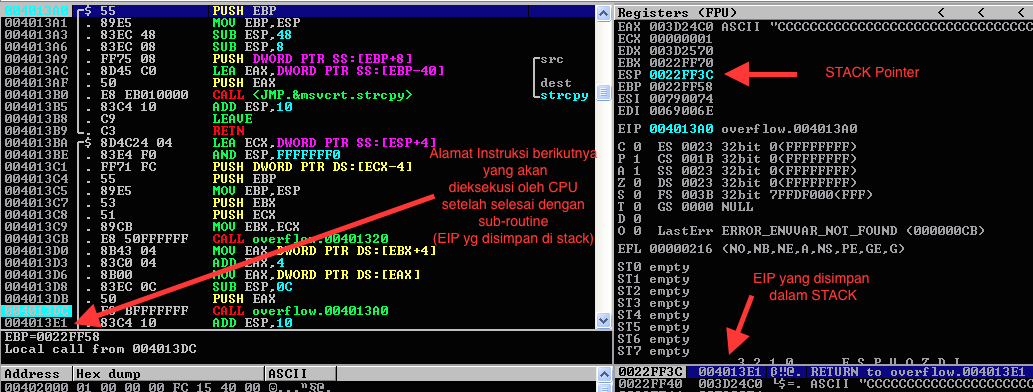 004013A0 $ 55 PUSH EBP
004013A1 . 89E5 MOV EBP,ESP
004013A3 . 83EC 48 SUB ESP,48
004013A6 . 83EC 08 SUB ESP,8
004013A9 . FF75 08 PUSH DWORD PTR SS:[EBP+8] src
004013AC . 8D45 C0 LEA EAX,DWORD PTR SS:[EBP-40]
004013AF . 50 PUSH EAX dest
004013B0 . E8 EB010000 CALL <JMP.&msvcrt.strcpy> strcpy
004013B5 . 83C4 10 ADD ESP,10
004013B8 . C9 LEAVE
004013B9 . C3 RETN
004013BA $ 8D4C24 04 LEA ECX,DWORD PTR SS:[ESP+4]
004013BE . 83E4 F0 AND ESP,FFFFFFF0
004013C1 . FF71 FC PUSH DWORD PTR DS:[ECX-4]
004013C4 . 55 PUSH EBP
004013C5 . 89E5 MOV EBP,ESP
004013C7 . 53 PUSH EBX
004013C8 . 51 PUSH ECX
004013C9 . 89CB MOV EBX,ECX
004013CB . E8 50FFFFFF CALL overflow.00401320
004013D0 . 8B43 04 MOV EAX,DWORD PTR DS:[EBX+4]
004013D3 . 83C0 04 ADD EAX,4
004013D6 . 8B00 MOV EAX,DWORD PTR DS:[EAX]
004013D8 . 83EC 0C SUB ESP,0C
004013DB . 50 PUSH EAX
004013DC . E8 BFFFFFFF CALL overflow.004013A0
004013E1 . 83C4 10 ADD ESP,10
Alamat Instruksi berikutnya
yang akan
dieksekusi oleh CPU
setelah selesai dengan
sub-routine
(EIP yg disimpan di stack)
EBP=0022FF58
Local call from 004013DC
Address Hex dump ASCII
00402000 01 00 00 00 FC 15 40 00
Registers (FPU) < < <
EAX 003D24C0 ASCII "CCCCCCCCCCCCCCCCCCCCCCCCCCCCCCCC
ECX 00000001
EDX 003D2570
EBX 0022FF70
ESP 0022FF3C
EBP 0022FF58
ESI 00790074
EDI 0069006E
STACK Pointer
EIP 004013A0 overflow.004013A0
C 0 ES 0023 32bit 0(FFFFFFFF)
P 1 CS 001B 32bit 0(FFFFFFFF)
A 1 SS 0023 32bit 0(FFFFFFFF)
Z 0 DS 0023 32bit 0(FFFFFFFF)
S 0 FS 003B 32bit 7FFDF000(FFF)
T 0 GS 0000 NULL
D 0
O 0 LastErr ERROR_ENVVAR_NOT_FOUND (000000CB)
EFL 00000216 (NO,NB,NE,A,NS,PE,GE,G)
ST0 empty
ST1 empty
ST2 empty
ST3 empty
ST4 empty
ST5 empty
ST6 empty
ST7 empty
EIP yang disimpan
dalam STACK
3 2 1 0 E S P U O Z D I
0022FF3C 004013E1 RETURN to overflow.004013E1
0022FF40 003D24C0 ASCII "CCCCCCCCCCCCC